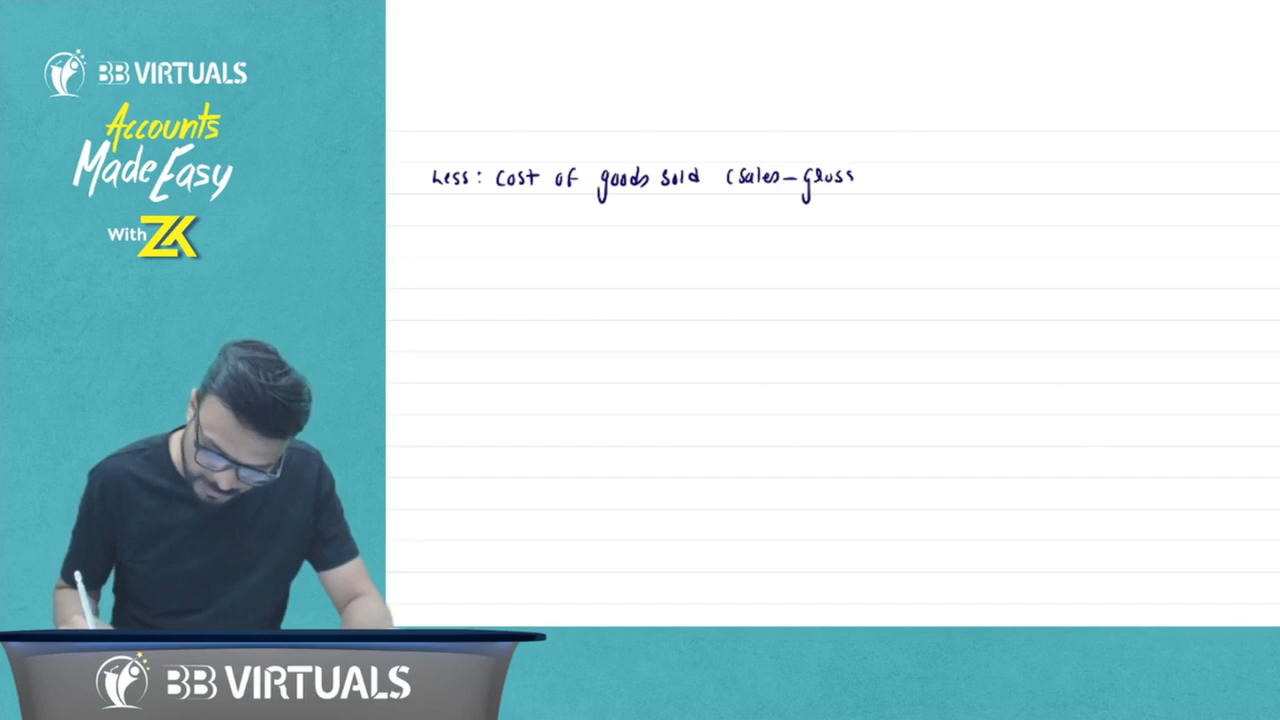 BB VIRTUALS
Accounts
Made Easy
With ZK
Less: Cost of goods sold (Sales - gross
BB VIRTUALS